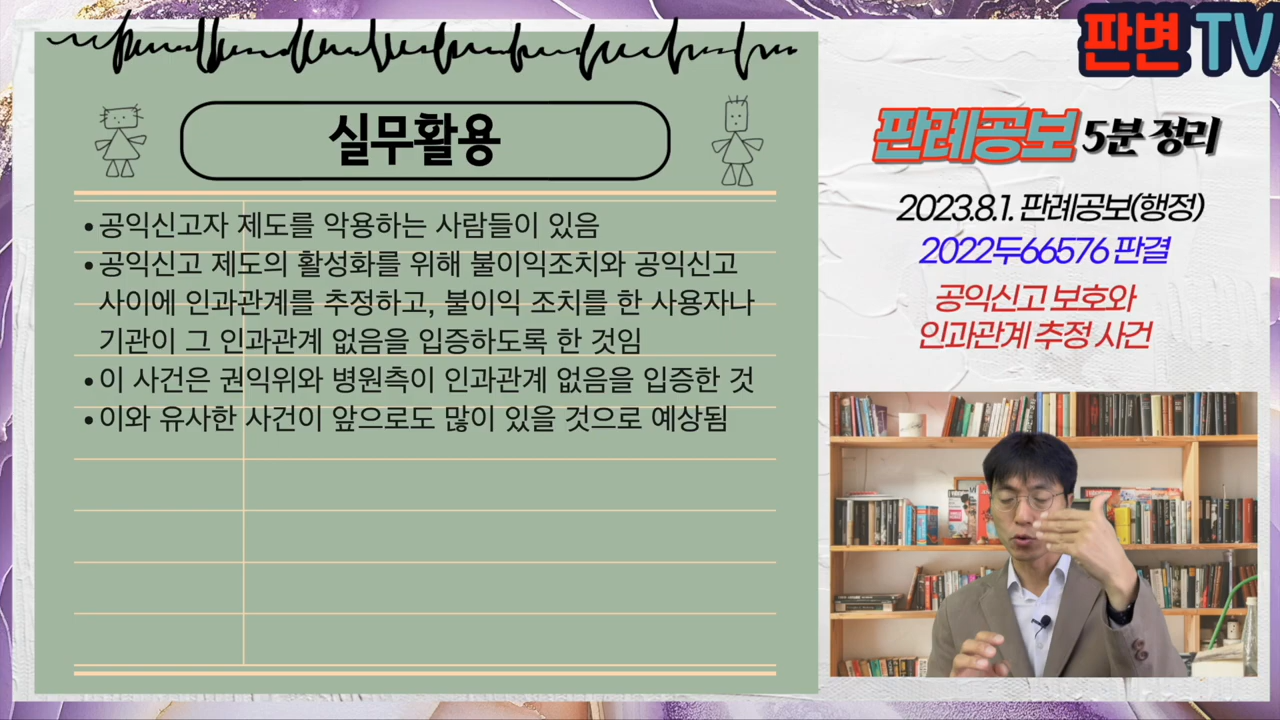 판변 TV
실무활용
• 공익신고자 제도를 악용하는 사람들이 있음
• 공익신고 제도의 활성화를 위해 불이익조치와 공익신고
사이에 인과관계를 추정하고, 불이익 조치를 한 사용자나
기관이 그 인과관계 없음을 입증하도록 한 것임
• 이 사건은 권익위와 병원측이 인과관계 없음을 입증한 것
• 이와 유사한 사건이 앞으로도 많이 있을 것으로 예상됨
판례공보 5분 정리
2023.8.1. 판례공보(행정)
2022두66576 판결
공익신고 보호와
인과관계 추정 사건